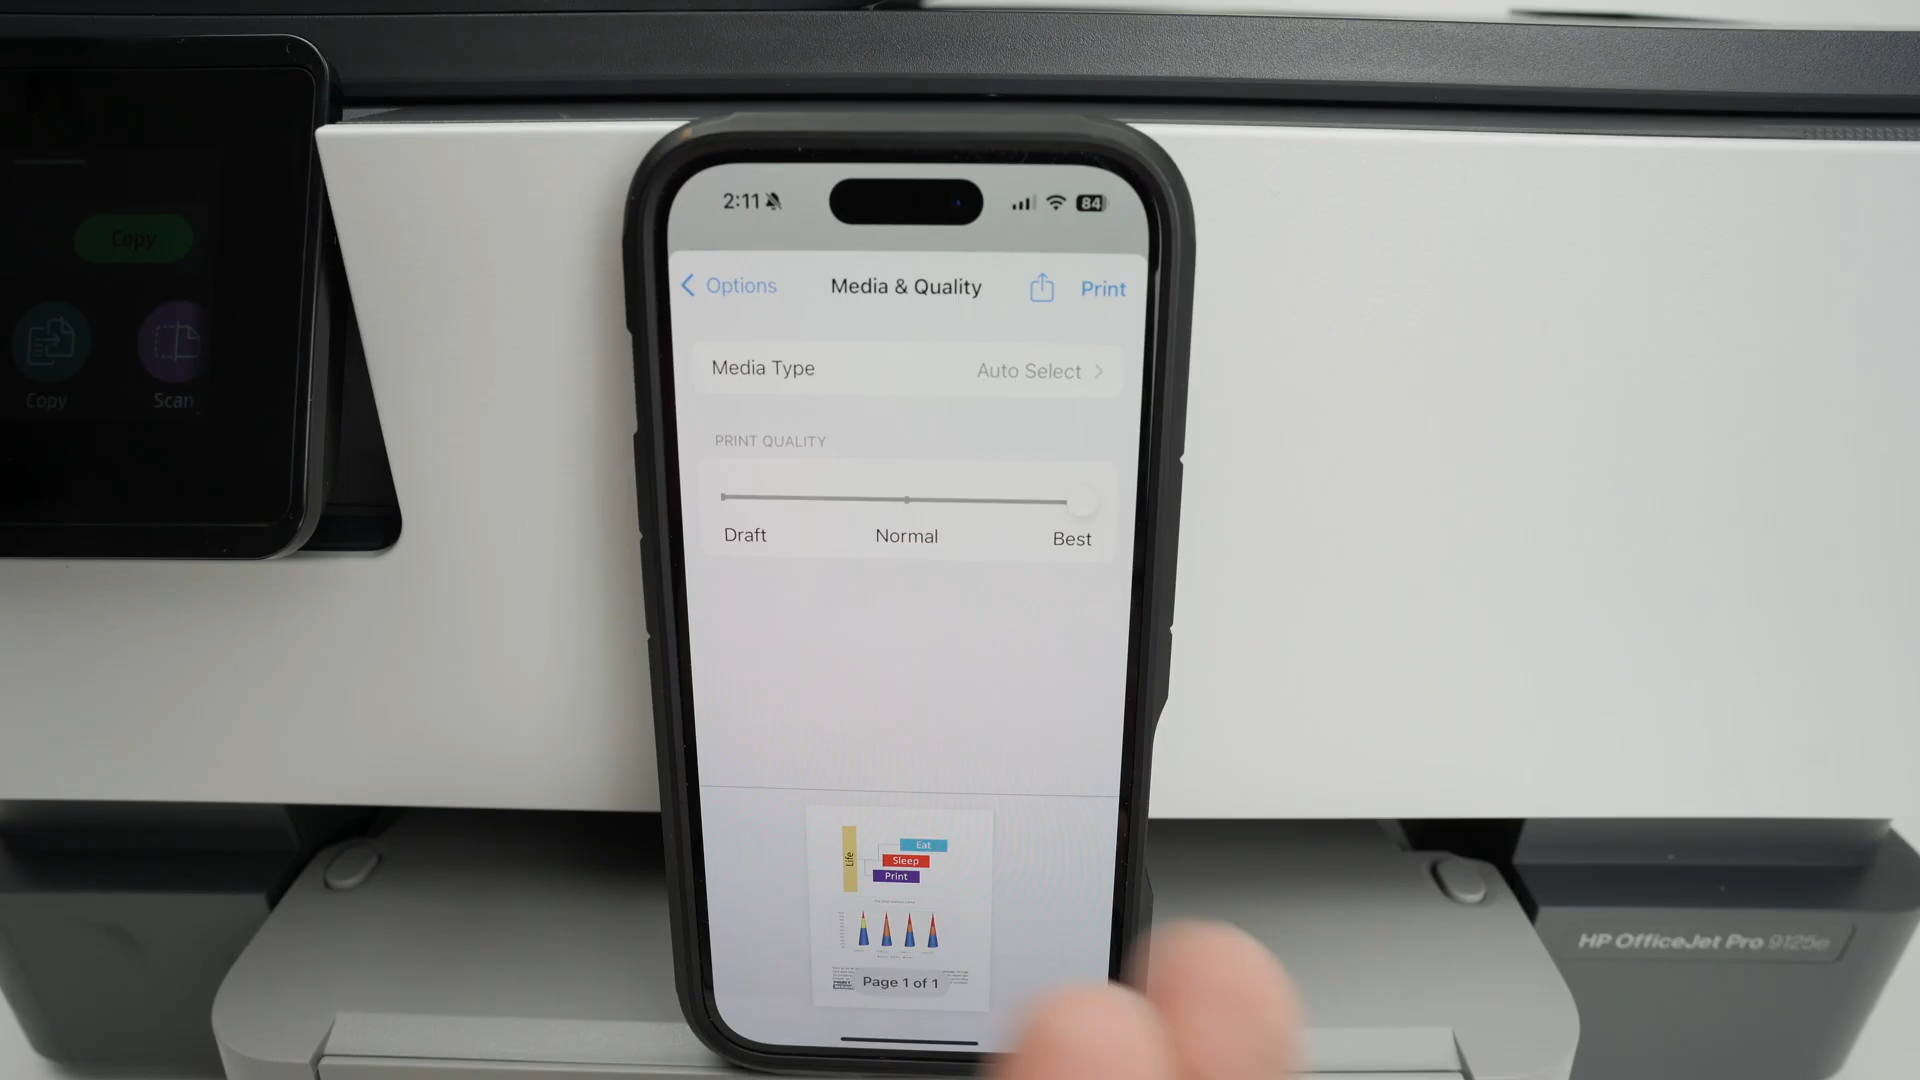 2:11
84
Options
Media & Quality
Print
Media Type
Auto Select
PRINT QUALITY
Draft
Normal
Best
Life
Eat
Sleep
Print
Page 1 of 1
Copy
Copy
Scan
HP OfficeJet Pro 9125e